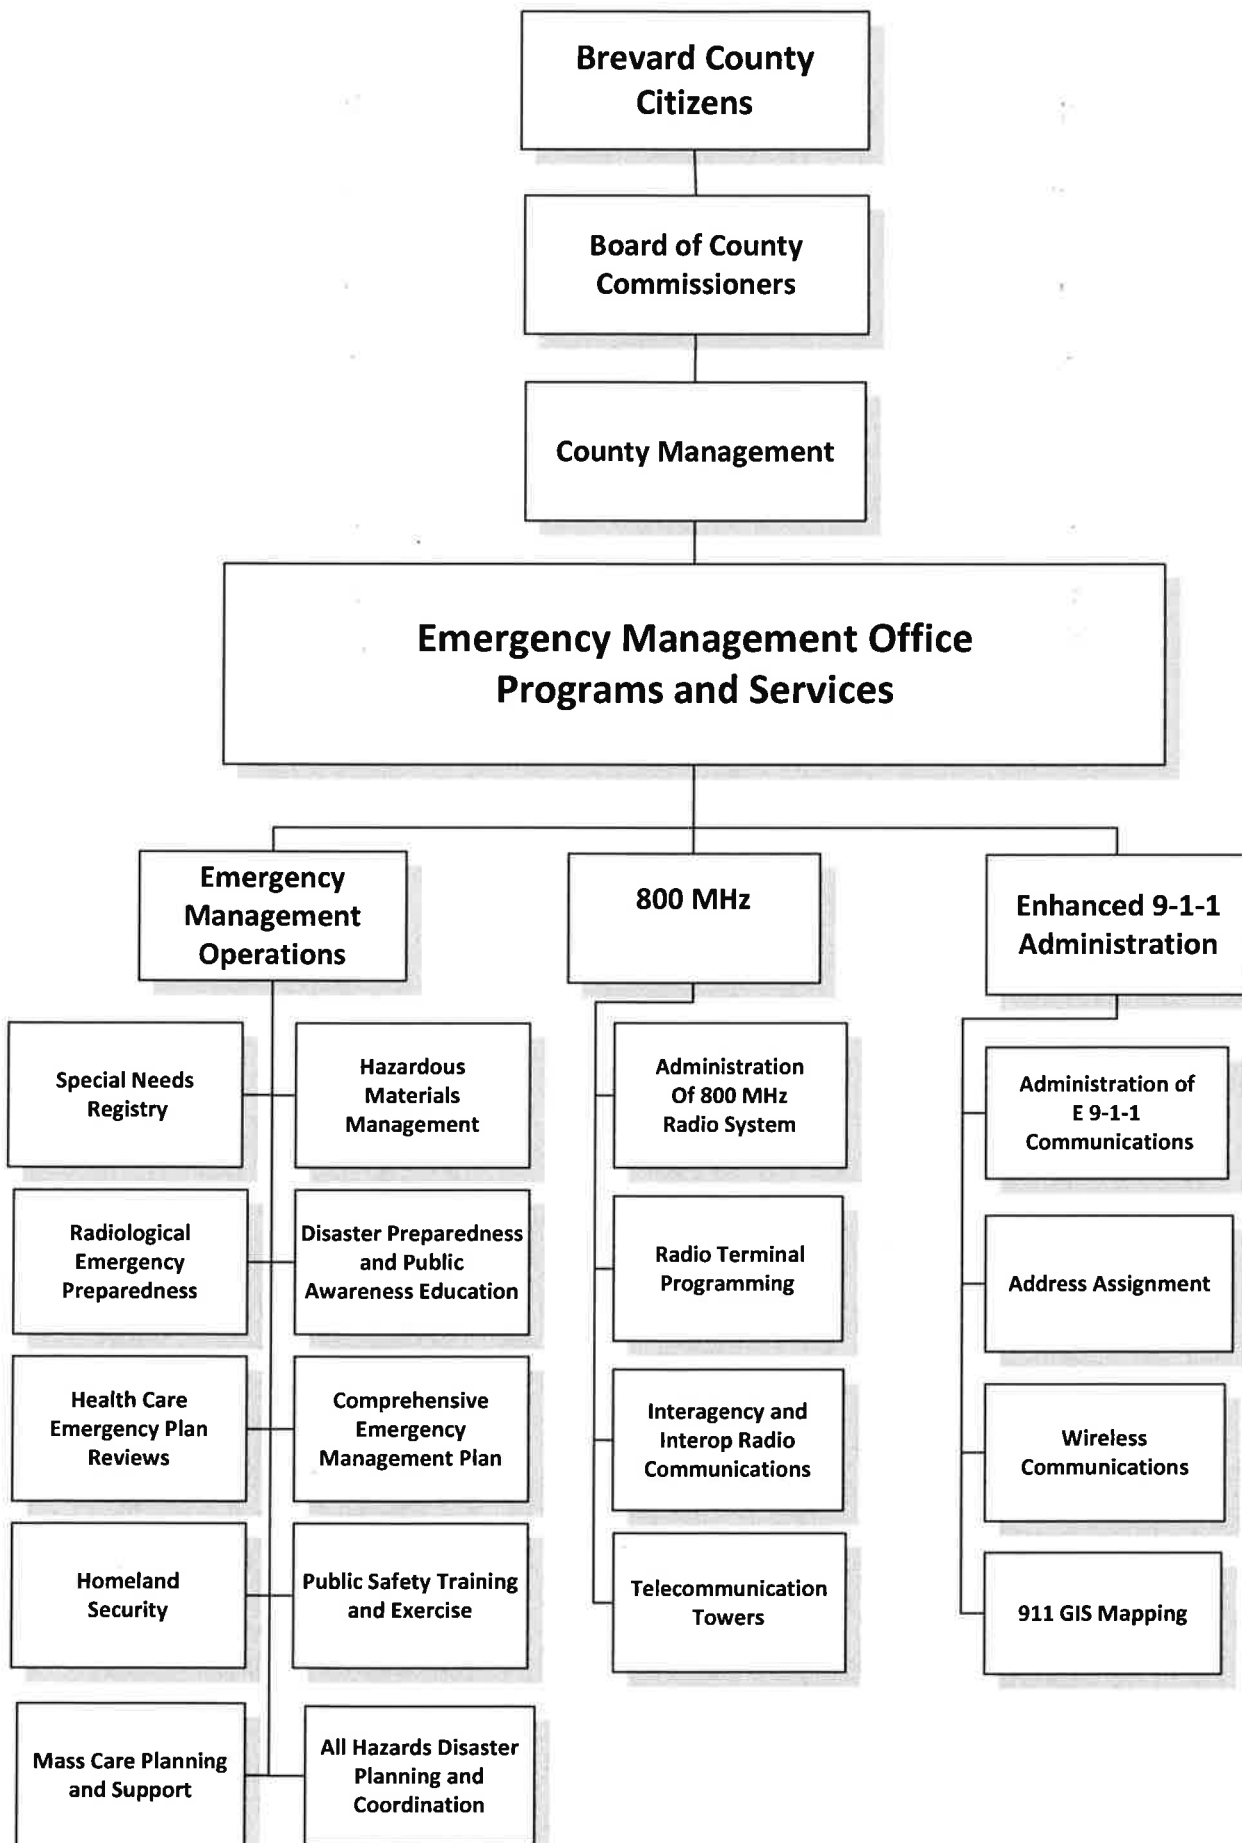 Brevard County
Citizens
Board of County
Commissioners
County Management
Emergency Management Office
Programs and Services
Emergency
Management
Operations
Special Needs
Registry
Hazardous
Materials
Management
Radiological
Emergency
Preparedness
Disaster Preparedness
and Public
Awareness Education
Health Care
Emergency Plan
Reviews
Comprehensive
Emergency
Management Plan
Homeland
Security
Public Safety Training
and Exercise
Mass Care Planning
and Support
All Hazards Disaster
Planning and
Coordination
800 MHz
Administration
Of 800 MHz
Radio System
Radio Terminal
Programming
Interagency and
Interop Radio
Communications
Telecommunication
Towers
Enhanced 9-1-1
Administration
Administration of
E 9-1-1
Communications
Address Assignment
Wireless
Communications
911 GIS Mapping